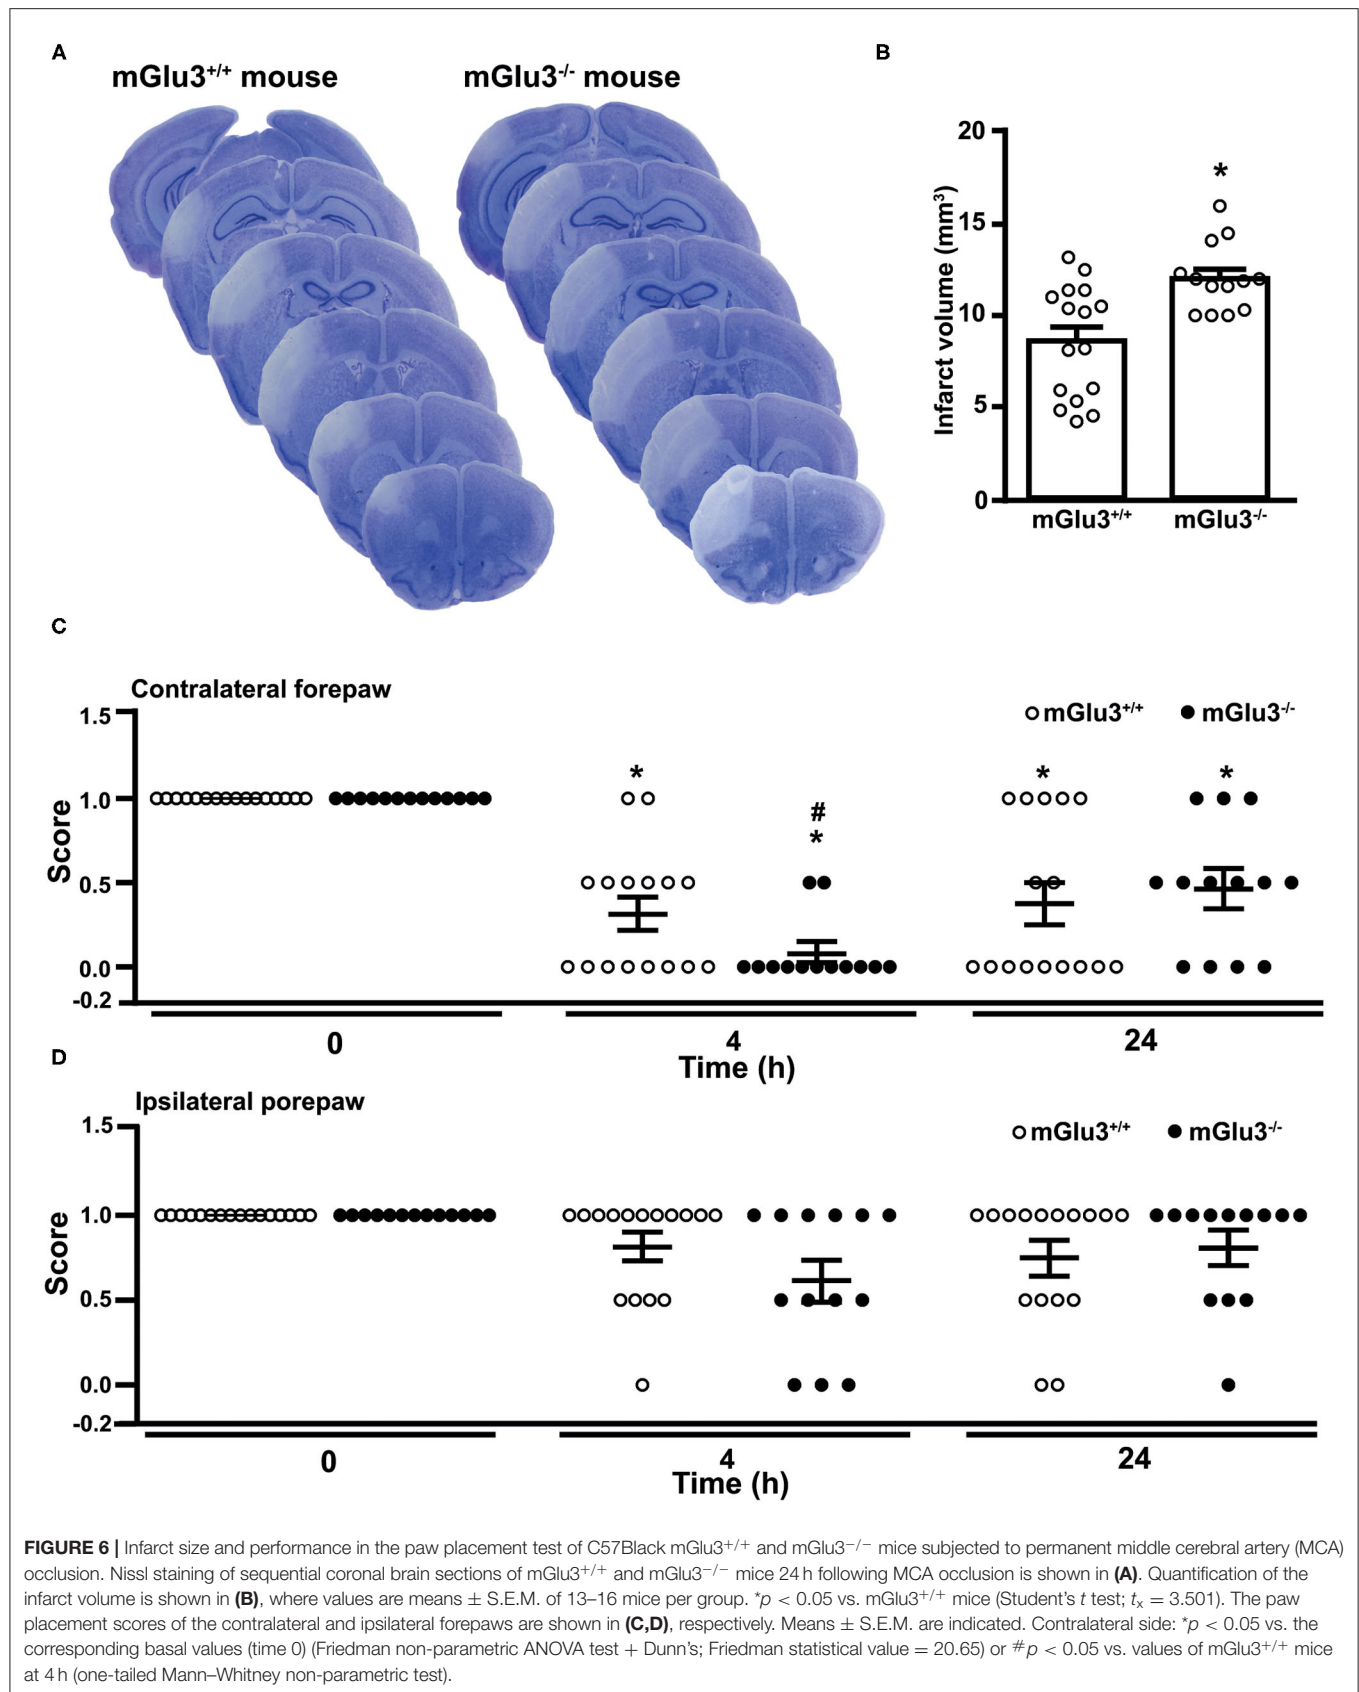 A
mGlu3+/+ mouse
mGlu3-/- mouse
B
20
15
10
5
0
Infarct volume (mm3)
*
mGlu3+/+
mGlu3-/-
C
Contralateral forepaw
mGlu3+/+
mGlu3-/-
1.5
1.0
0.5
0.0
-0.2
Score
*
#
*
*
*
0
4
24
Time (h)
D
Ipsilateral porepaw
mGlu3+/+
mGlu3-/-
1.5
1.0
0.5
0.0
-0.2
Score
0
4
24
Time (h)
FIGURE 6 | Infarct size and performance in the paw placement test of C57Black mGlu3+/+ and mGlu3−/− mice subjected to permanent middle cerebral artery (MCA)
occlusion. Nissl staining of sequential coronal brain sections of mGlu3+/+ and mGlu3−/− mice 24 h following MCA occlusion is shown in (A). Quantification of the
infarct volume is shown in (B), where values are means ± S.E.M. of 13–16 mice per group. *p < 0.05 vs. mGlu3+/+ mice (Student's t test; tx = 3.501). The paw
placement scores of the contralateral and ipsilateral forepaws are shown in (C,D), respectively. Means ± S.E.M. are indicated. Contralateral side: *p < 0.05 vs. the
corresponding basal values (time 0) (Friedman non-parametric ANOVA test + Dunn's; Friedman statistical value = 20.65) or #p < 0.05 vs. values of mGlu3+/+ mice
at 4 h (one-tailed Mann–Whitney non-parametric test).